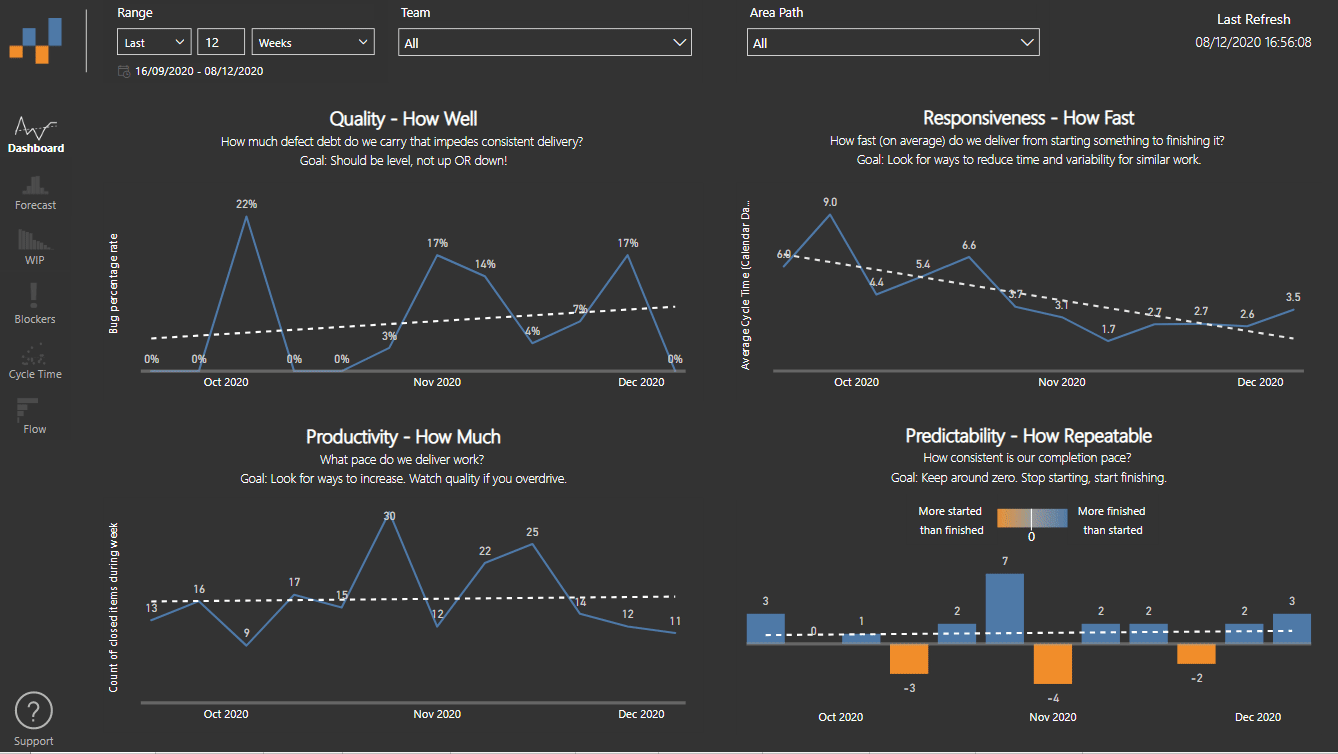 Range
Last
12
Weeks
16/09/2020 - 08/12/2020
Team
All
Area Path
All
Last Refresh
08/12/2020 16:56:08
Dashboard
Forecast
WIP
Blockers
Cycle Time
Flow
Support
Quality - How Well
How much defect debt do we carry that impedes consistent delivery?
Goal: Should be level, not up OR down!
Bug percentage rate
0%
0%
22%
0%
0%
3%
17%
14%
4%
7%
17%
0%
Oct 2020
Nov 2020
Dec 2020
Responsiveness - How Fast
How fast (on average) do we deliver from starting something to finishing it?
Goal: Look for ways to reduce time and variability for similar work.
Average Cycle Time (Calendar Da...
6.0
9.0
4.4
5.4
6.6
3.7
3.1
1.7
2.7
2.7
2.6
3.5
Oct 2020
Nov 2020
Dec 2020
Productivity - How Much
What pace do we deliver work?
Goal: Look for ways to increase. Watch quality if you overdrive.
Count of closed items during week
13
16
9
17
15
30
12
22
25
14
12
11
Oct 2020
Nov 2020
Dec 2020
Predictability - How Repeatable
How consistent is our completion pace?
Goal: Keep around zero. Stop starting, start finishing.
More started
than finished
0
More finished
than started
3
0
1
-3
2
7
-4
2
2
-2
2
3
Oct 2020
Nov 2020
Dec 2020